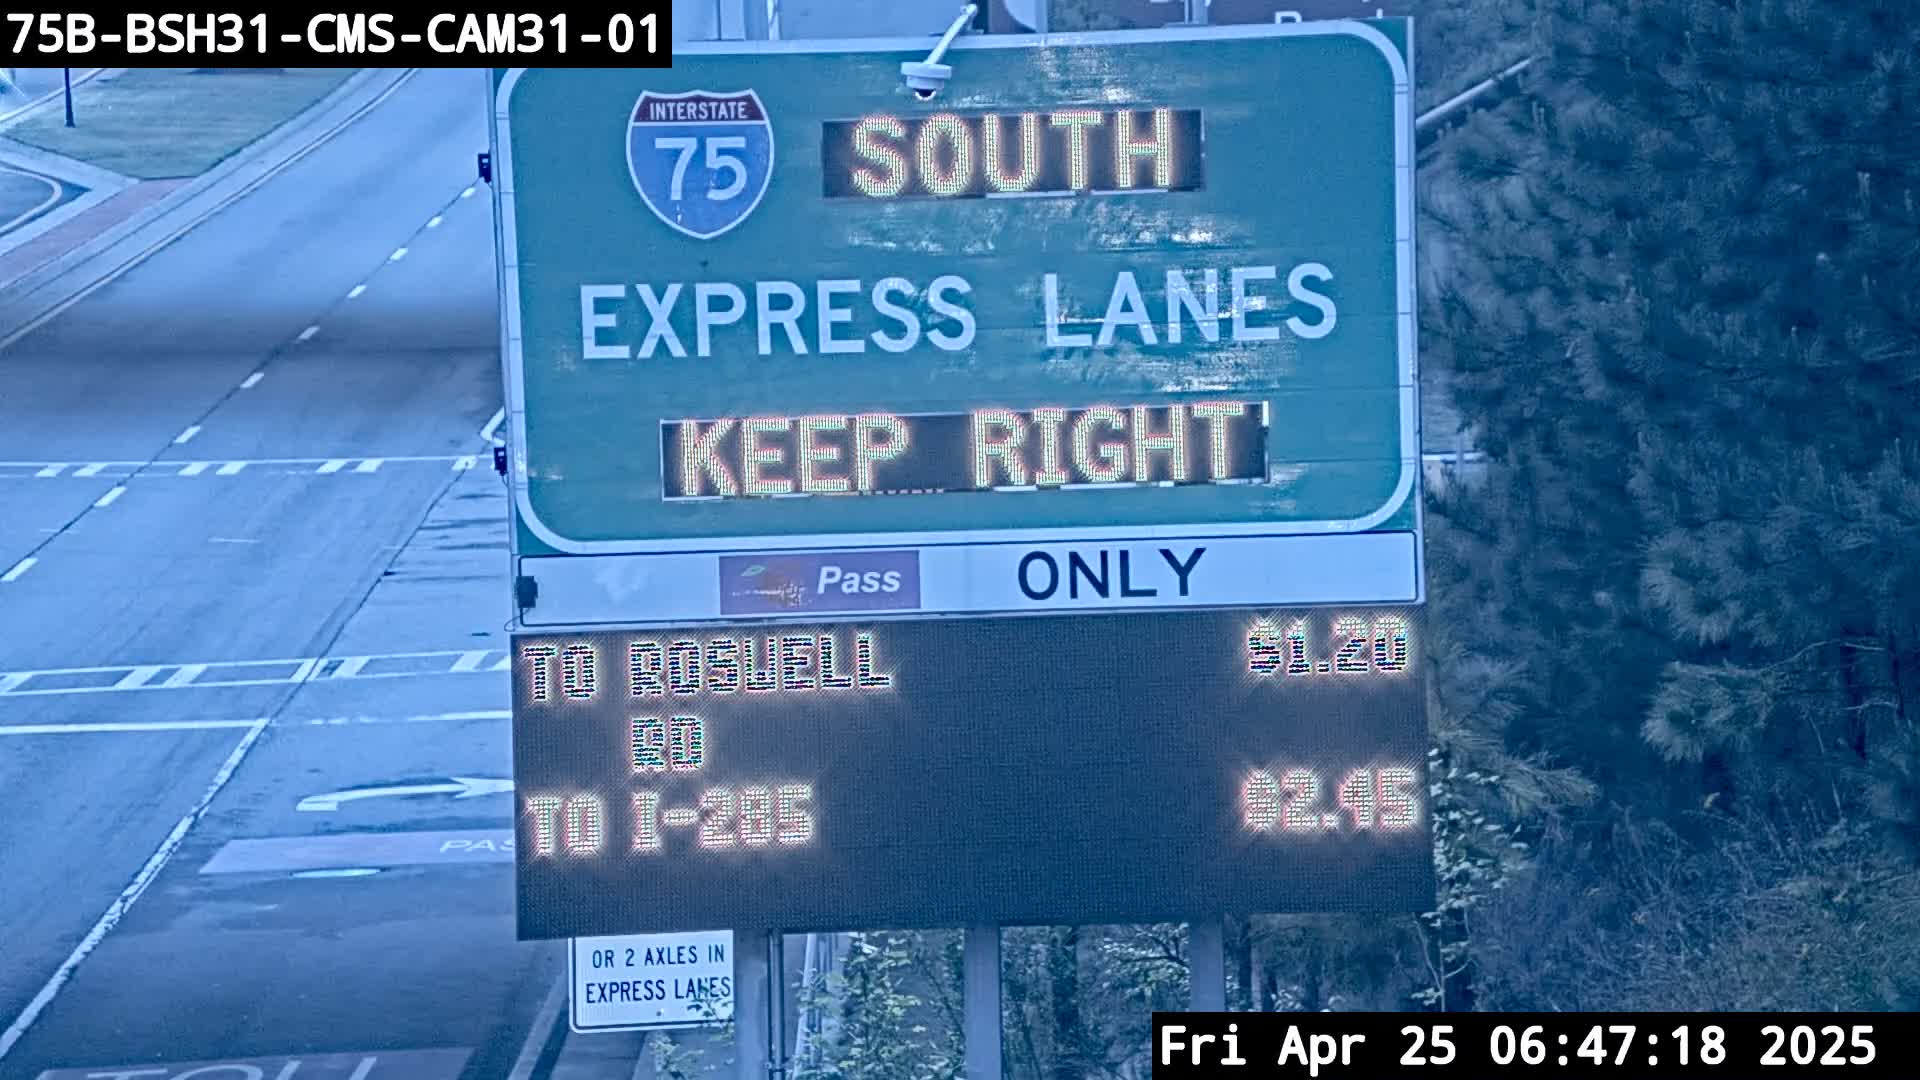 75B-BSH31-CMS-CAM31-01
INTERSTATE
75
SOUTH
EXPRESS LANES
KEEP RIGHT
Pass ONLY
TO ROSWELL $1.20
RD
TO I-285 $2.45
OR 2 AXLES IN
EXPRESS LANES
TOLL
Fri Apr 25 06:47:18 2025